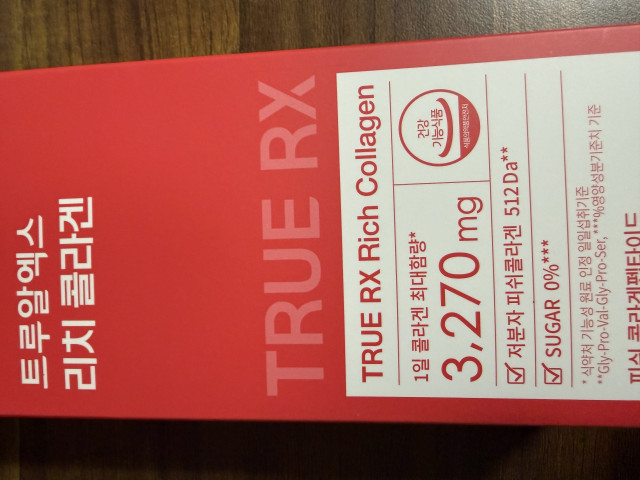 트루알엑스
리치 콜라겐
TRUE RX
TRUE RX Rich Collagen
1일 콜라겐 최대함량*
3,270 mg
건강
기능식품
식품의약품안전처
저분자 피쉬콜라겐 512 Da**
SUGAR 0%***
* 식약처 기능성 원료 인정 일일섭취기준
**Gly-Pro-Val-Gly-Pro-Ser, ***%영양성분기준치 기준
피쉬 콜라겐펩타이드